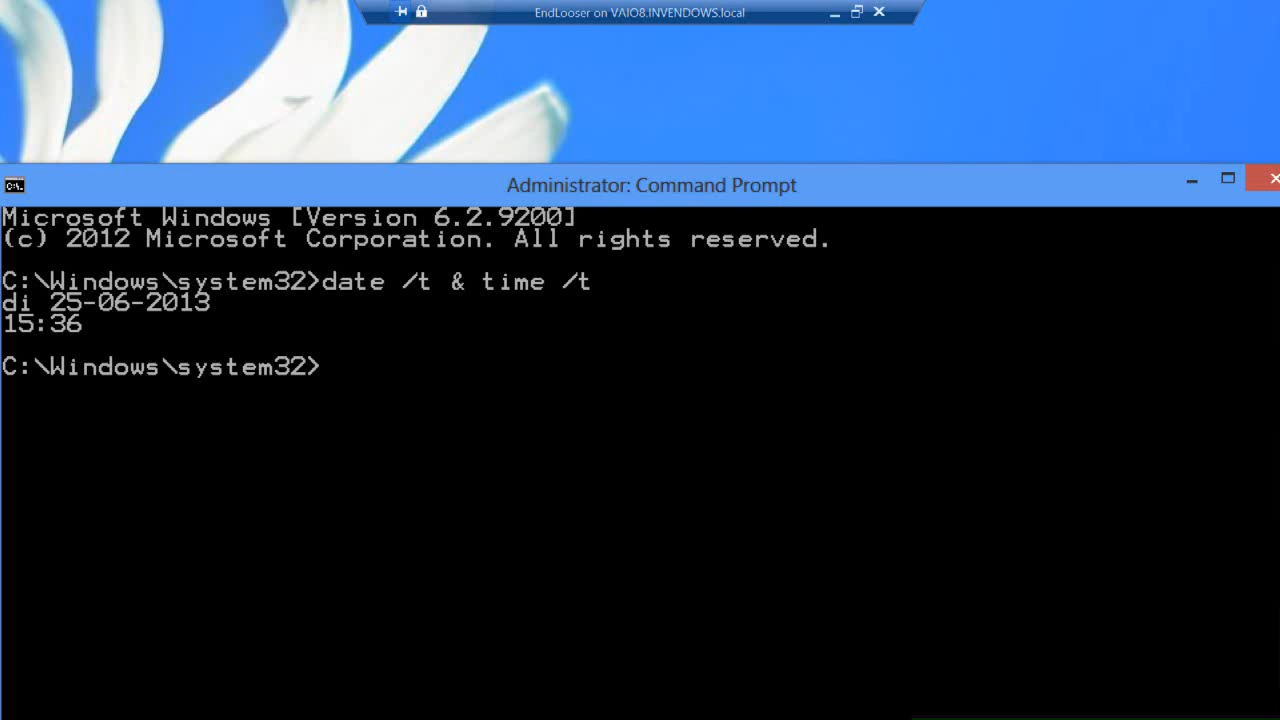 EndLooser on VAIO8.INVENDOWS.local
Administrator: Command Prompt
Microsoft Windows [Version 6.2.9200]
(c) 2012 Microsoft Corporation. All rights reserved.
C:\Windows\system32>date /t & time /t
di 25-06-2013
15:36
C:\Windows\system32>